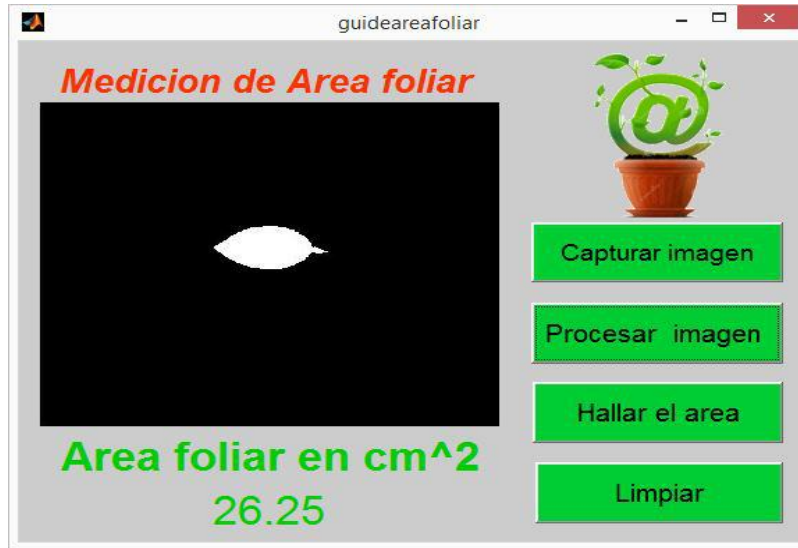 guideareafoliar
Medicion de Area foliar
Capturar imagen
Procesar imagen
Hallar el area
Limpiar
Area foliar en cm^2
26.25